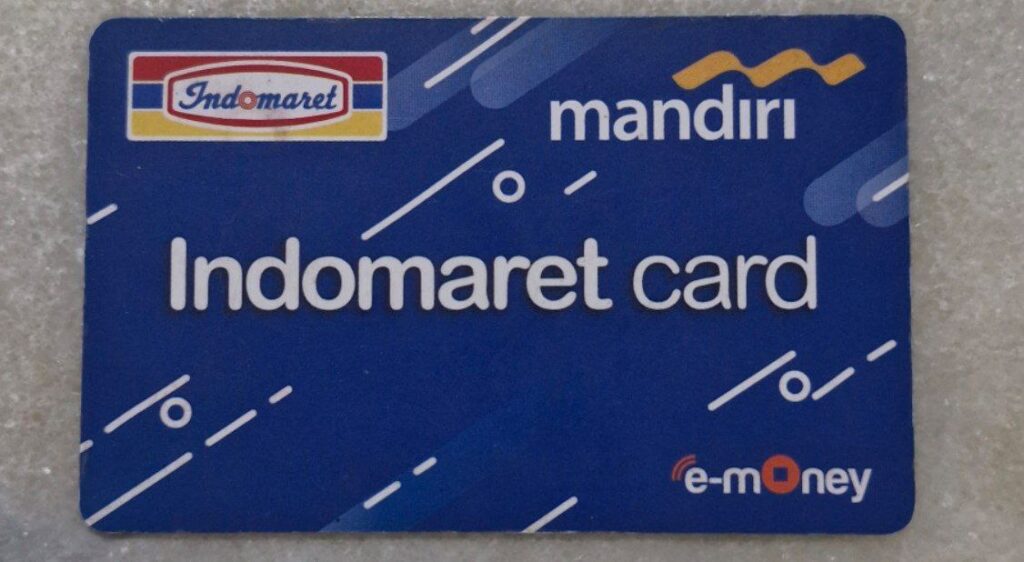 Indomaret
mandiri
Indomaret card
e-money